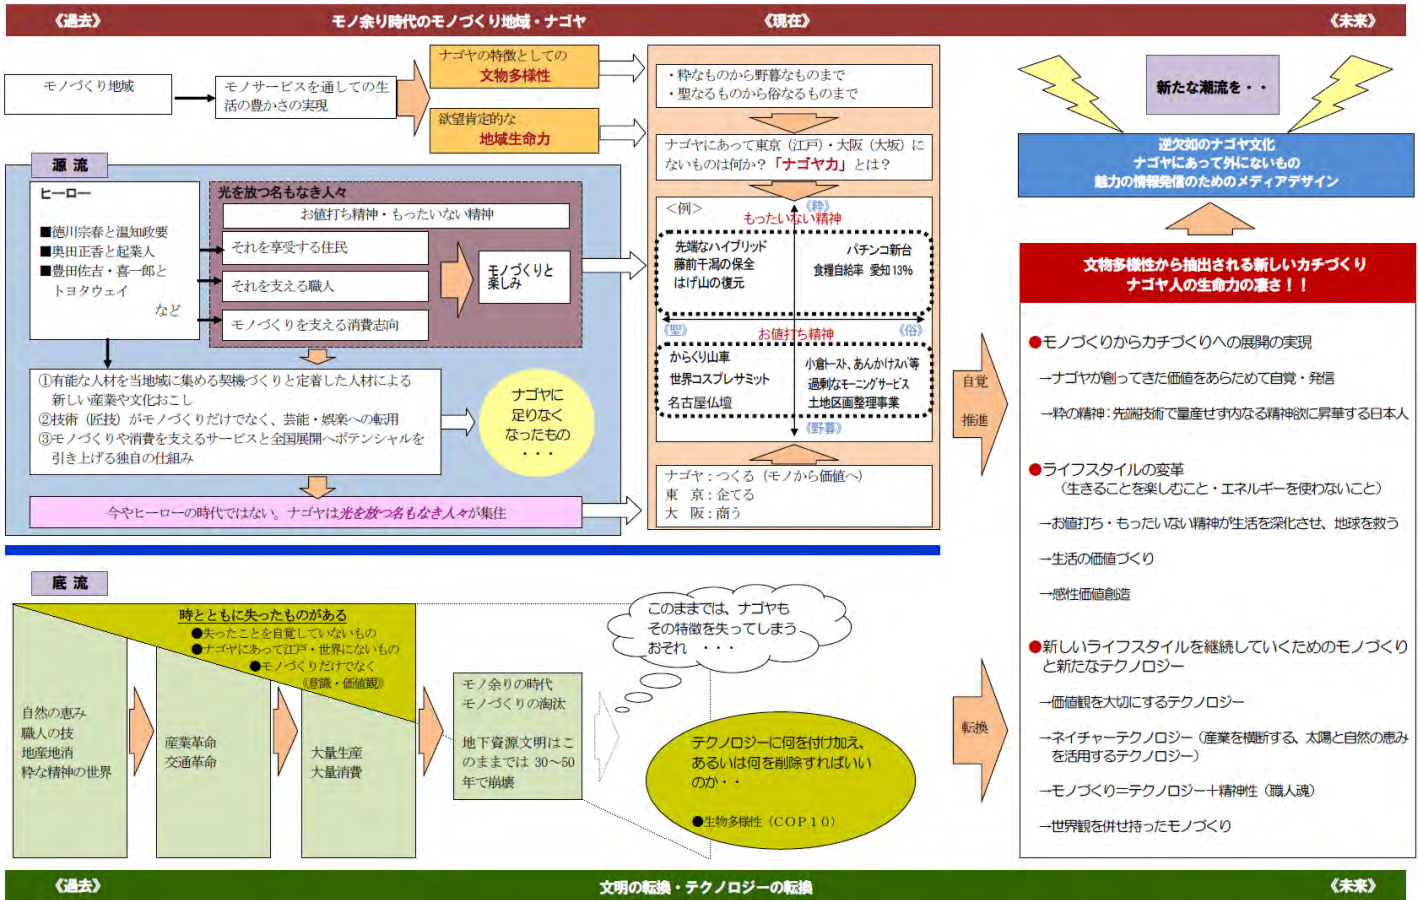 《過去》
モノ余り時代のモノづくり地域・ナゴヤ
《現在》
《未来》
モノづくり地域
モノサービスを通しての生
活の豊かさの実現
ナゴヤの特徴としての
文物多様性
欲望肯定的な
地域生命力
・粋なものから野暮なものまで
・聖なるものから俗なるものまで
ナゴヤにあって東京（江戸）・大阪（大坂）に
ないものは何か？「ナゴヤ力」とは？
新たな潮流を・・
逆欠如のナゴヤ文化
ナゴヤにあって外にないもの
魅力の情報発信のためのメディアデザイン
源 流
ヒーロー
■徳川宗春と温知政要
■奥田正香と起業人
■豊田佐吉・喜一郎と
トヨタウェイ
など
光を放つ名もなき人々
お値打ち精神・もったいない精神
それを享受する住民
それを支える職人
モノづくりを支える消費志向
モノづくりと
楽しみ
＜例＞
《粋》
もったいない精神
先端なハイブリッド
藤前干潟の保全
はげ山の復元
パチンコ新台
食糧自給率 愛知13%
《聖》
お値打ち精神
《俗》
からくり山車
世界コスプレサミット
名古屋仏壇
小倉トースト、あんかけスパ等
過剰なモーニングサービス
土地区画整理事業
《野暮》
①有能な人材を当地域に集める契機づくりと定着した人材による
新しい産業や文化おこし
②技術（匠技）がモノづくりだけでなく、芸能・娯楽への転用
③モノづくりや消費を支えるサービスと全国展開へポテンシャルを
引き上げる独自の仕組み
ナゴヤに
足りなく
なったもの
・・・
今やヒーローの時代ではない。ナゴヤは光を放つ名もなき人々が集住
ナゴヤ：つくる（モノから価値へ）
東　京：企てる
大　阪：商う
自覚
推進
文物多様性から抽出される新しいカチづくり
ナゴヤ人の生命力の凄さ！！
●モノづくりからカチづくりへの展開の実現
→ナゴヤが創ってきた価値をあらためて自覚・発信
→粋の精神：先端技術で量産せず内なる精神欲に昇華する日本人
●ライフスタイルの変革
（生きることを楽しむこと・エネルギーを使わないこと）
→お値打ち・もったいない精神が生活を深化させ、地球を救う
→生活の価値づくり
→感性価値創造
●新しいライフスタイルを継続していくためのモノづくり
と新たなテクノロジー
→価値観を大切にするテクノロジー
→ネイチャーテクノロジー（産業を横断する、太陽と自然の恵み
を活用するテクノロジー）
→モノづくり＝テクノロジー＋精神性（職人魂）
→世界観を併せ持ったモノづくり
底 流
時とともに失ったものがある
●失ったことを自覚していないもの
●ナゴヤにあって江戸・世界にないもの
●モノづくりだけでなく
《意識・価値観》
自然の恵み
職人の技
地産地消
粋な精神の世界
産業革命
交通革命
大量生産
大量消費
モノ余りの時代
モノづくりの淘汰
地下資源文明はこ
のままでは 30～50
年で崩壊
このままでは、ナゴヤも
その特徴を失ってしまう
おそれ　・・・
テクノロジーに何を付け加え、
あるいは何を削除すればいい
のか・・
●生物多様性（ＣＯＰ１０）
転換
《過去》
文明の転換・テクノロジーの転換
《未来》